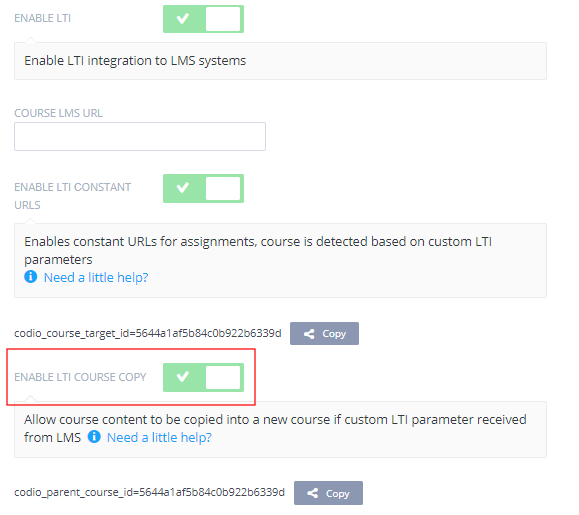 ENABLE LTI
Enable LTI integration to LMS systems
COURSE LMS URL
ENABLE LTI CONSTANT
URLS
Enables constant URLs for assignments, course is detected based on custom LTI
parameters
Need a little help?
codio_course_target_id=5644a1af5b84c0b922b6339d Copy
ENABLE LTI COURSE COPY
Allow course content to be copied into a new course if custom LTI parameter received
from LMS Need a little help?
codio_parent_course_id=5644a1af5b84c0b922b6339d Copy